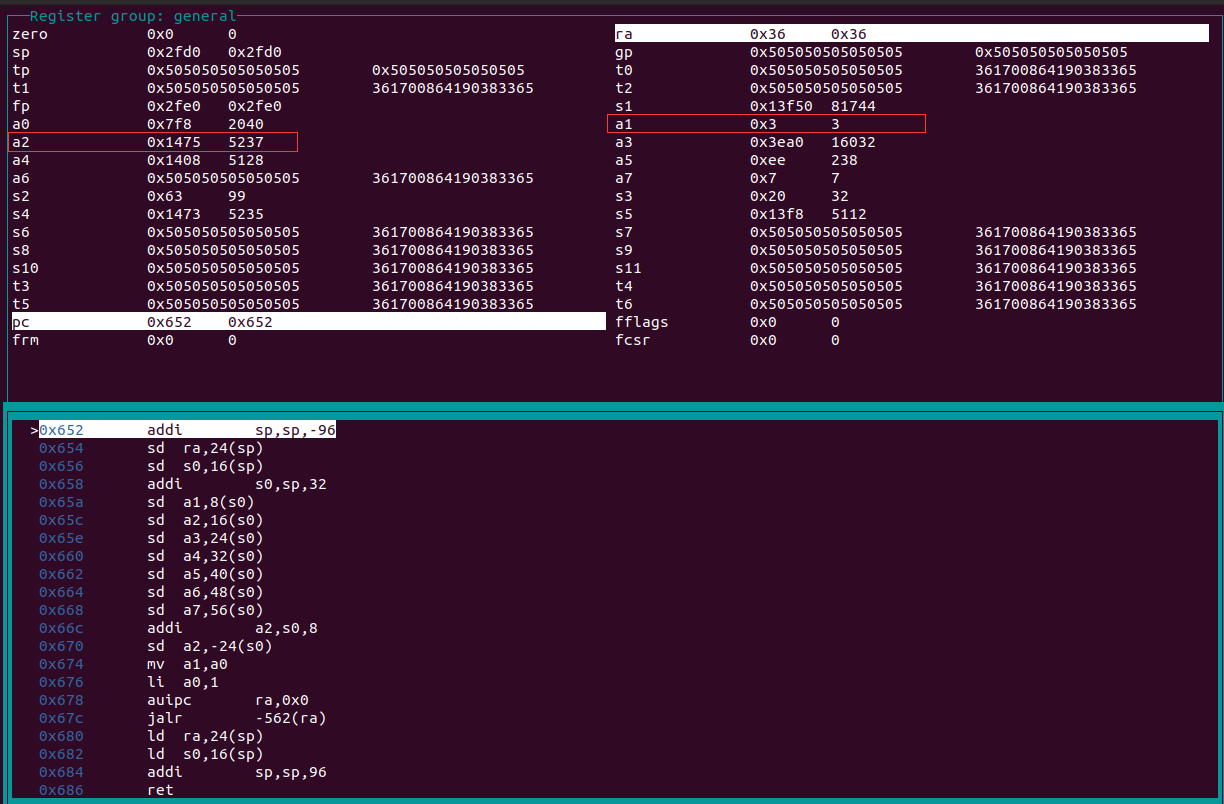 Register group: general
zero 0x0 0 ra 0x36 0x36
sp 0x2fd0 0x2fd0 gp 0x505050505050505 0x505050505050505
tp 0x505050505050505 0x505050505050505 t0 0x505050505050505 361700864190383365
t1 0x505050505050505 361700864190383365 t2 0x505050505050505 361700864190383365
fp 0x2fe0 0x2fe0 s1 0x13f50 81744
a0 0x7f8 2040 a1 0x3 3
a2 0x1475 5237 a3 0x3ea0 16032
a4 0x1408 5128 a5 0xee 238
a6 0x505050505050505 361700864190383365 a7 0x7 7
s2 0x63 99 s3 0x20 32
s4 0x1473 5235 s5 0x13f8 5112
s6 0x505050505050505 361700864190383365 s7 0x505050505050505 361700864190383365
s8 0x505050505050505 361700864190383365 s9 0x505050505050505 361700864190383365
s10 0x505050505050505 361700864190383365 s11 0x505050505050505 361700864190383365
t3 0x505050505050505 361700864190383365 t4 0x505050505050505 361700864190383365
t5 0x505050505050505 361700864190383365 t6 0x505050505050505 361700864190383365
pc 0x652 0x652 fflags 0x0 0
frm 0x0 0 fcsr 0x0 0
>0x652 addi sp,sp,-96
0x654 sd ra,24(sp)
0x656 sd s0,16(sp)
0x658 addi s0,sp,32
0x65a sd a1,8(s0)
0x65c sd a2,16(s0)
0x65e sd a3,24(s0)
0x660 sd a4,32(s0)
0x662 sd a5,40(s0)
0x664 sd a6,48(s0)
0x668 sd a7,56(s0)
0x66c addi a2,s0,8
0x670 sd a2,-24(s0)
0x674 mv a1,a0
0x676 li a0,1
0x678 auipc ra,0x0
0x67c jalr -562(ra)
0x680 ld ra,24(sp)
0x682 ld s0,16(sp)
0x684 addi sp,sp,96
0x686 ret